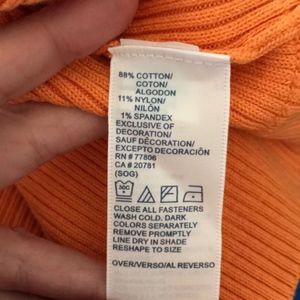 88% COTTON/
COTON/
ALGODON
11% NYLON/
NILÓN
1% SPANDEX
EXCLUSIVE OF
DECORATION/
SAUF DÉCORATION/
EXCEPTO DECORACIÓN
RN # 77806
CA # 20781
(SOG)
30C
CLOSE ALL FASTENERS
WASH COLD. DARK
COLORS SEPARATELY
REMOVE PROMPTLY
LINE DRY IN SHADE
RESHAPE TO SIZE
OVER/VERSO/AL REVERSO